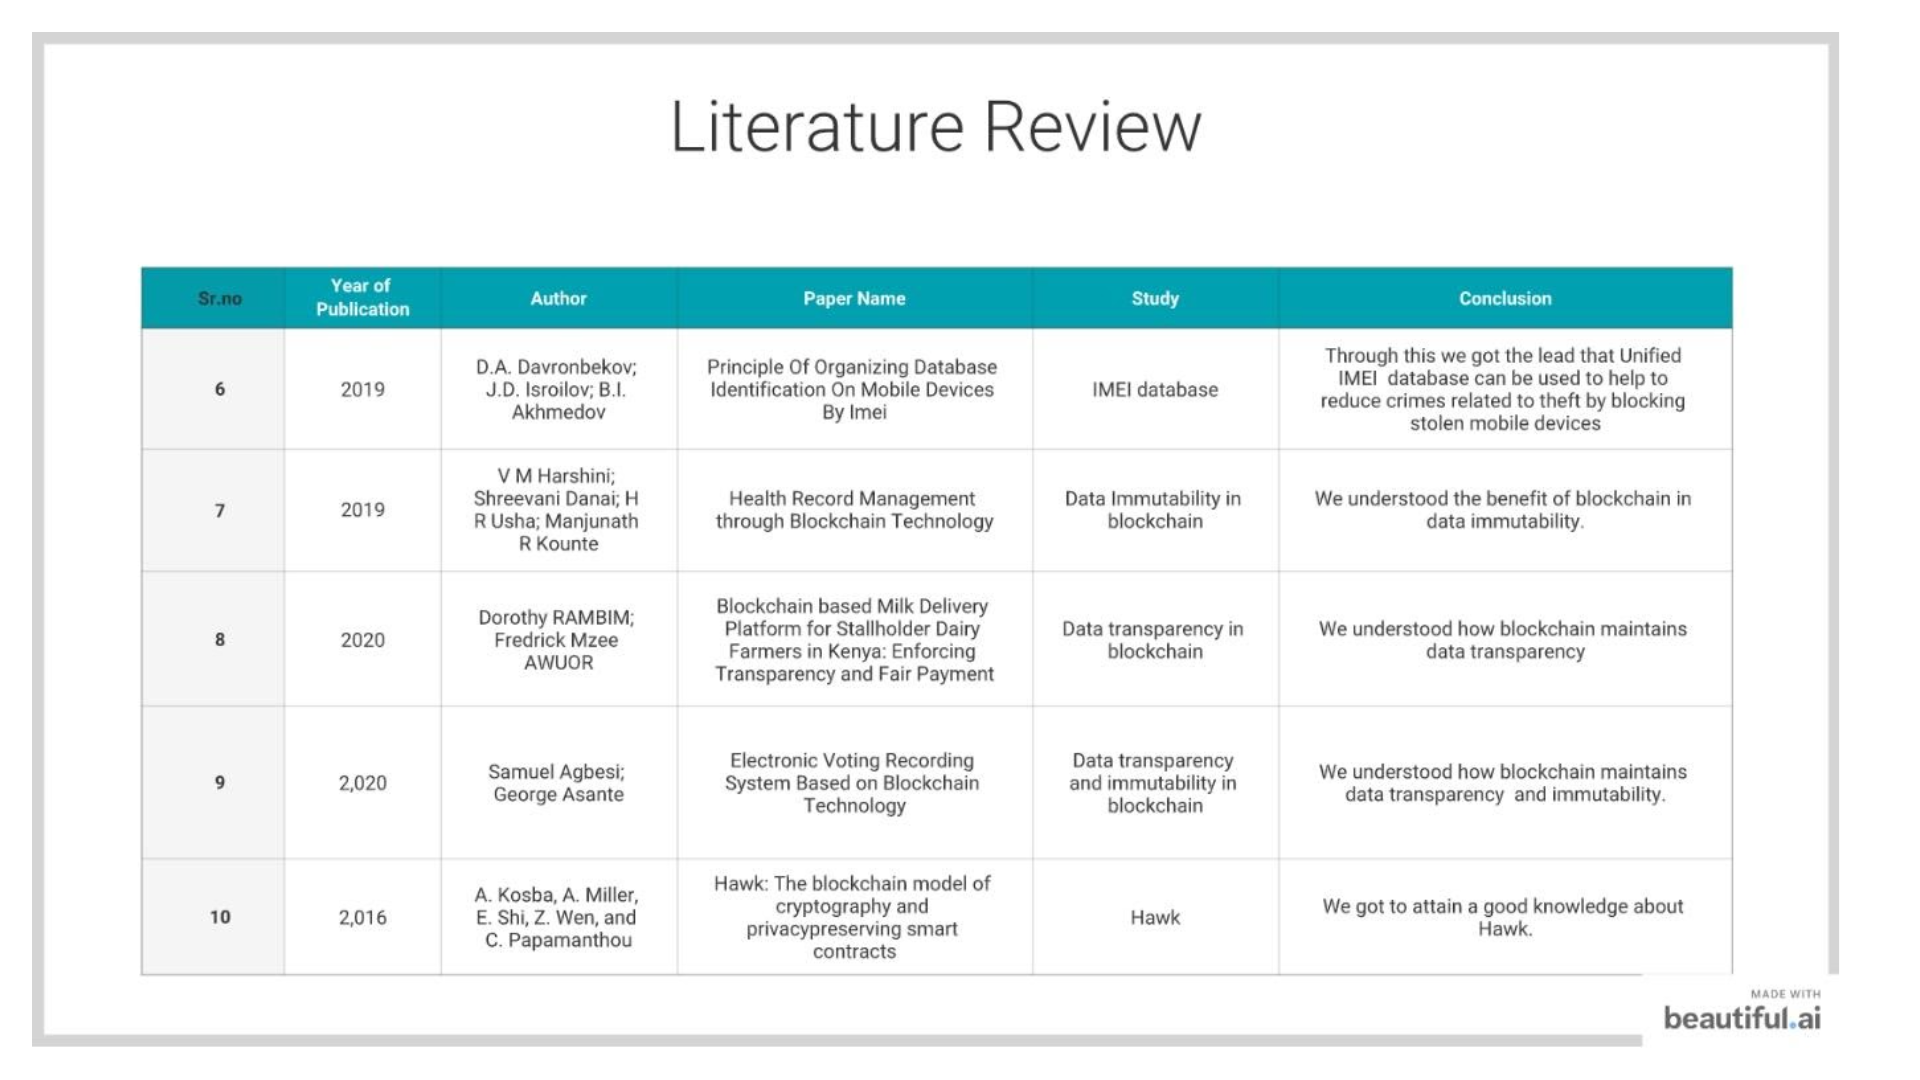 Literature Review
Sr.no
Year of
Publication
Author
Paper Name
Study
Conclusion
6
2019
D.A. Davronbekov;
J.D. Isroilov; B.I.
Akhmedov
Principle Of Organizing Database
Identification On Mobile Devices
By Imei
IMEI database
Through this we got the lead that Unified
IMEI database can be used to help to
reduce crimes related to theft by blocking
stolen mobile devices
7
2019
V M Harshini;
Shreevani Danai; H
R Usha; Manjunath
R Kounte
Health Record Management
through Blockchain Technology
Data Immutability in
blockchain
We understood the benefit of blockchain in
data immutability.
8
2020
Dorothy RAMBIM;
Fredrick Mzee
AWUOR
Blockchain based Milk Delivery
Platform for Stallholder Dairy
Farmers in Kenya: Enforcing
Transparency and Fair Payment
Data transparency in
blockchain
We understood how blockchain maintains
data transparency
9
2,020
Samuel Agbesi;
George Asante
Electronic Voting Recording
System Based on Blockchain
Technology
Data transparency
and immutability in
blockchain
We understood how blockchain maintains
data transparency and immutability.
10
2,016
A. Kosba, A. Miller,
E. Shi, Z. Wen, and
C. Papamanthou
Hawk: The blockchain model of
cryptography and
privacypreserving smart
contracts
Hawk
We got to attain a good knowledge about
Hawk.
MADE WITH
beautiful.ai